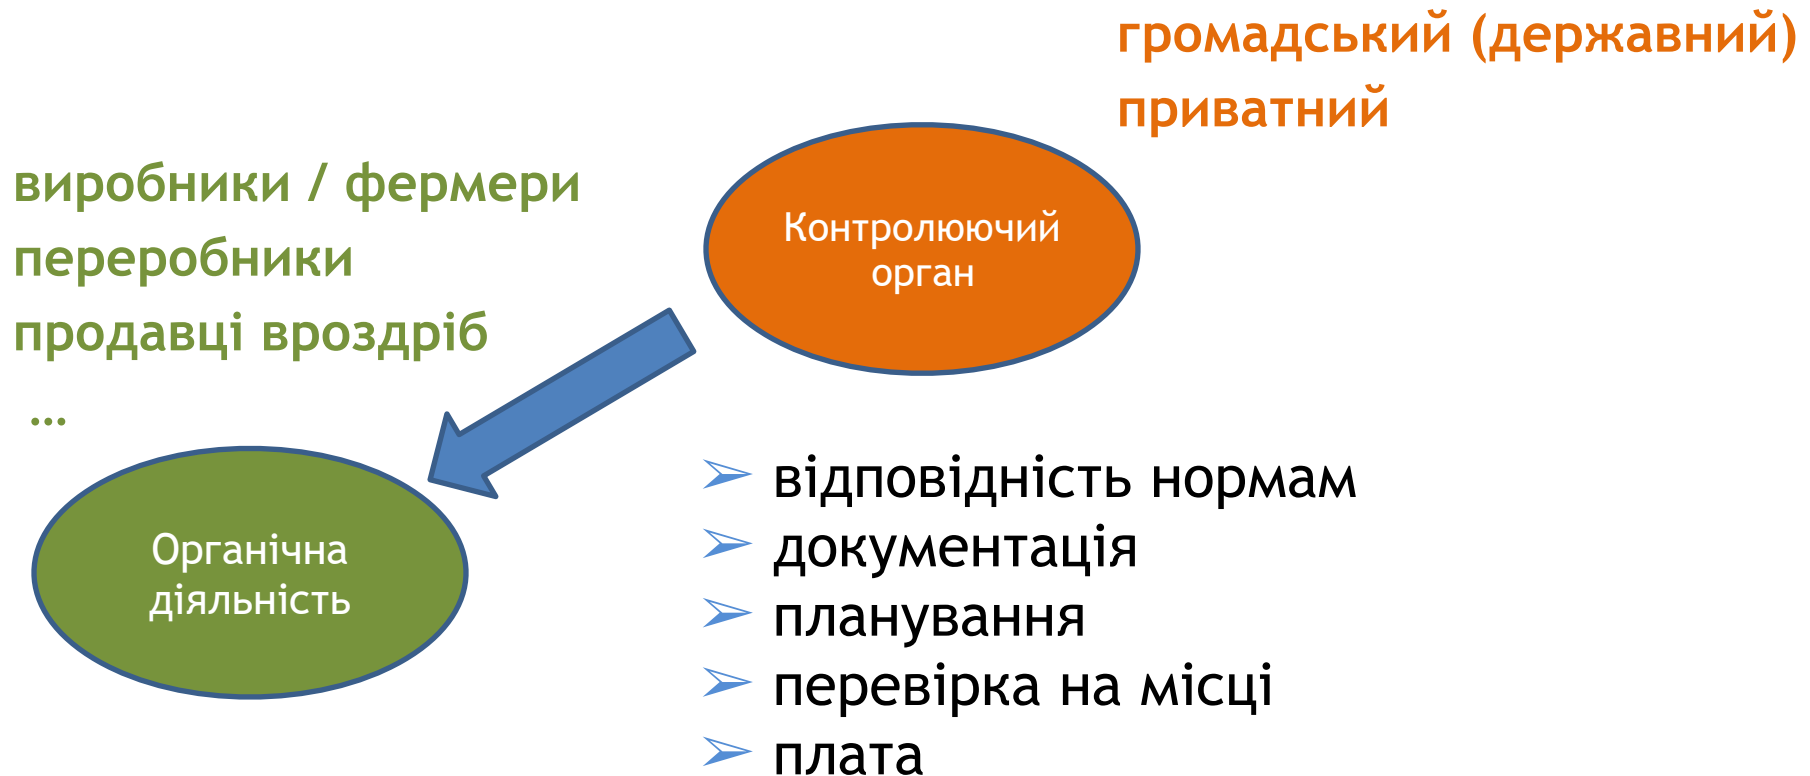 громадський (державний)
приватний
виробники / фермери
переробники
продавці вроздріб
...
Контролюючий
орган
Органічна
діяльність
відповідність нормам
документація
планування
перевірка на місці
плата